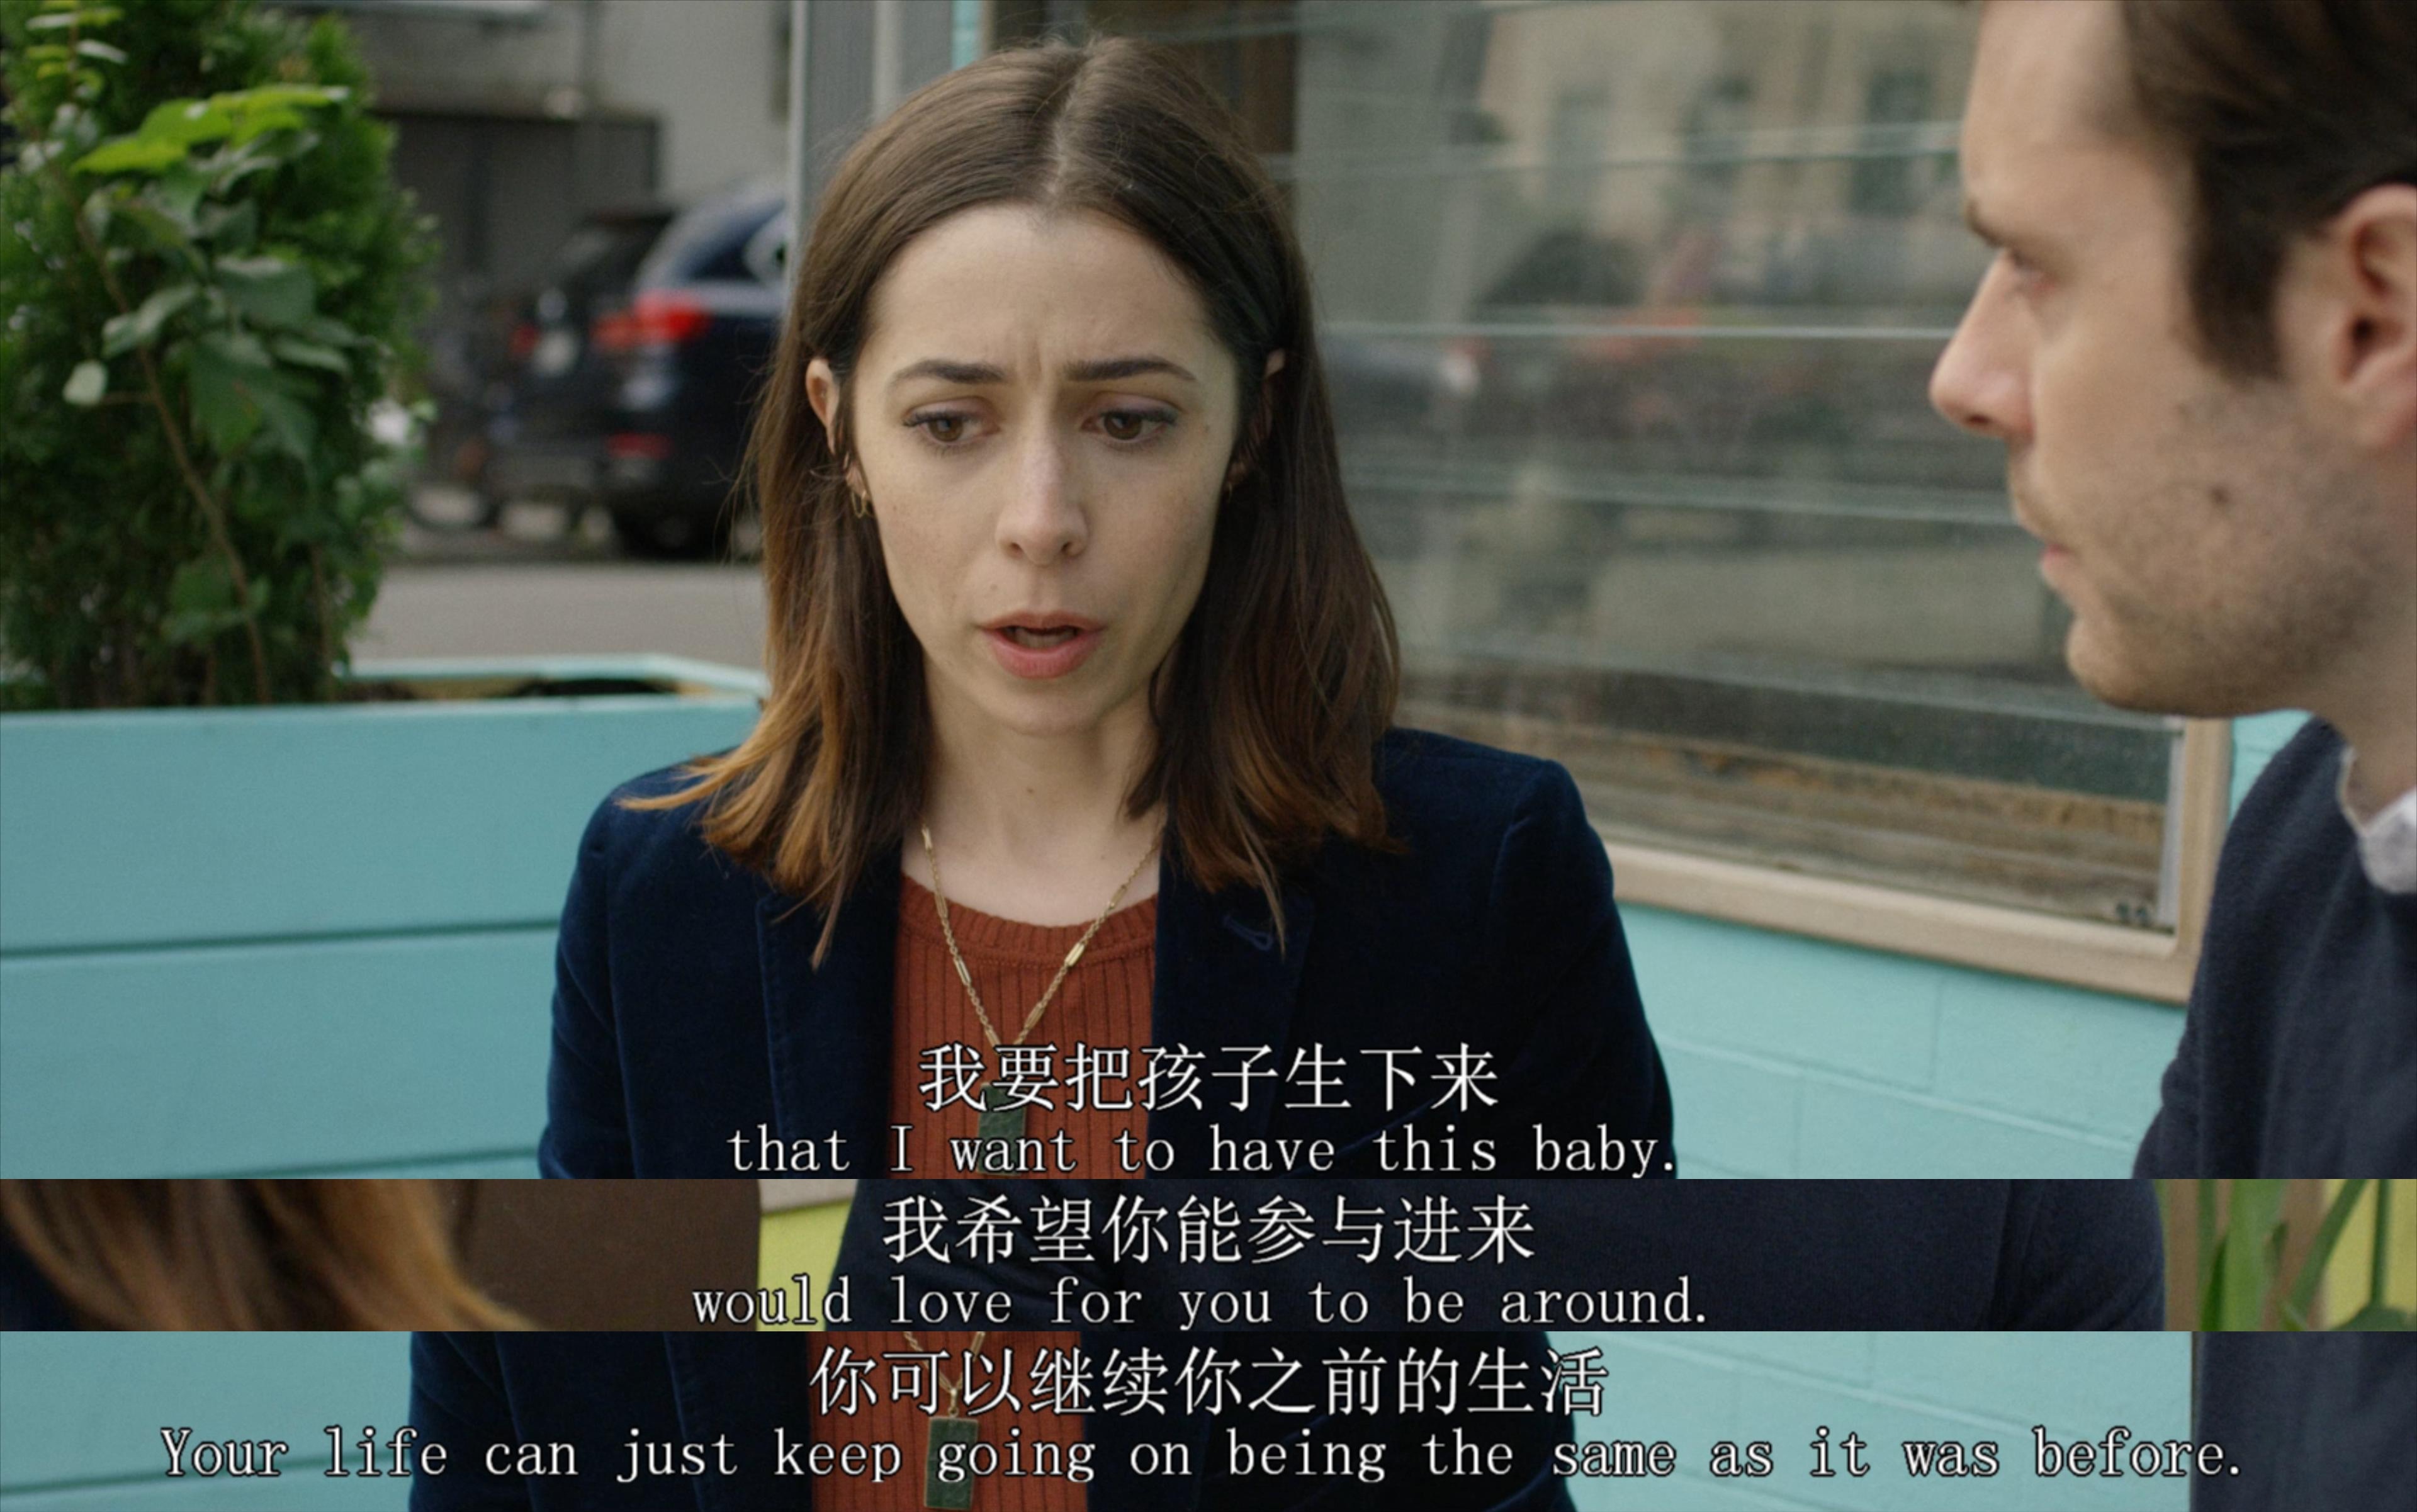 我要把孩子生下来
that I want to have this baby.
我希望你能参与进来
would love for you to be around.
你可以继续你之前的生活
Your life can just keep going on being the same as it was before.